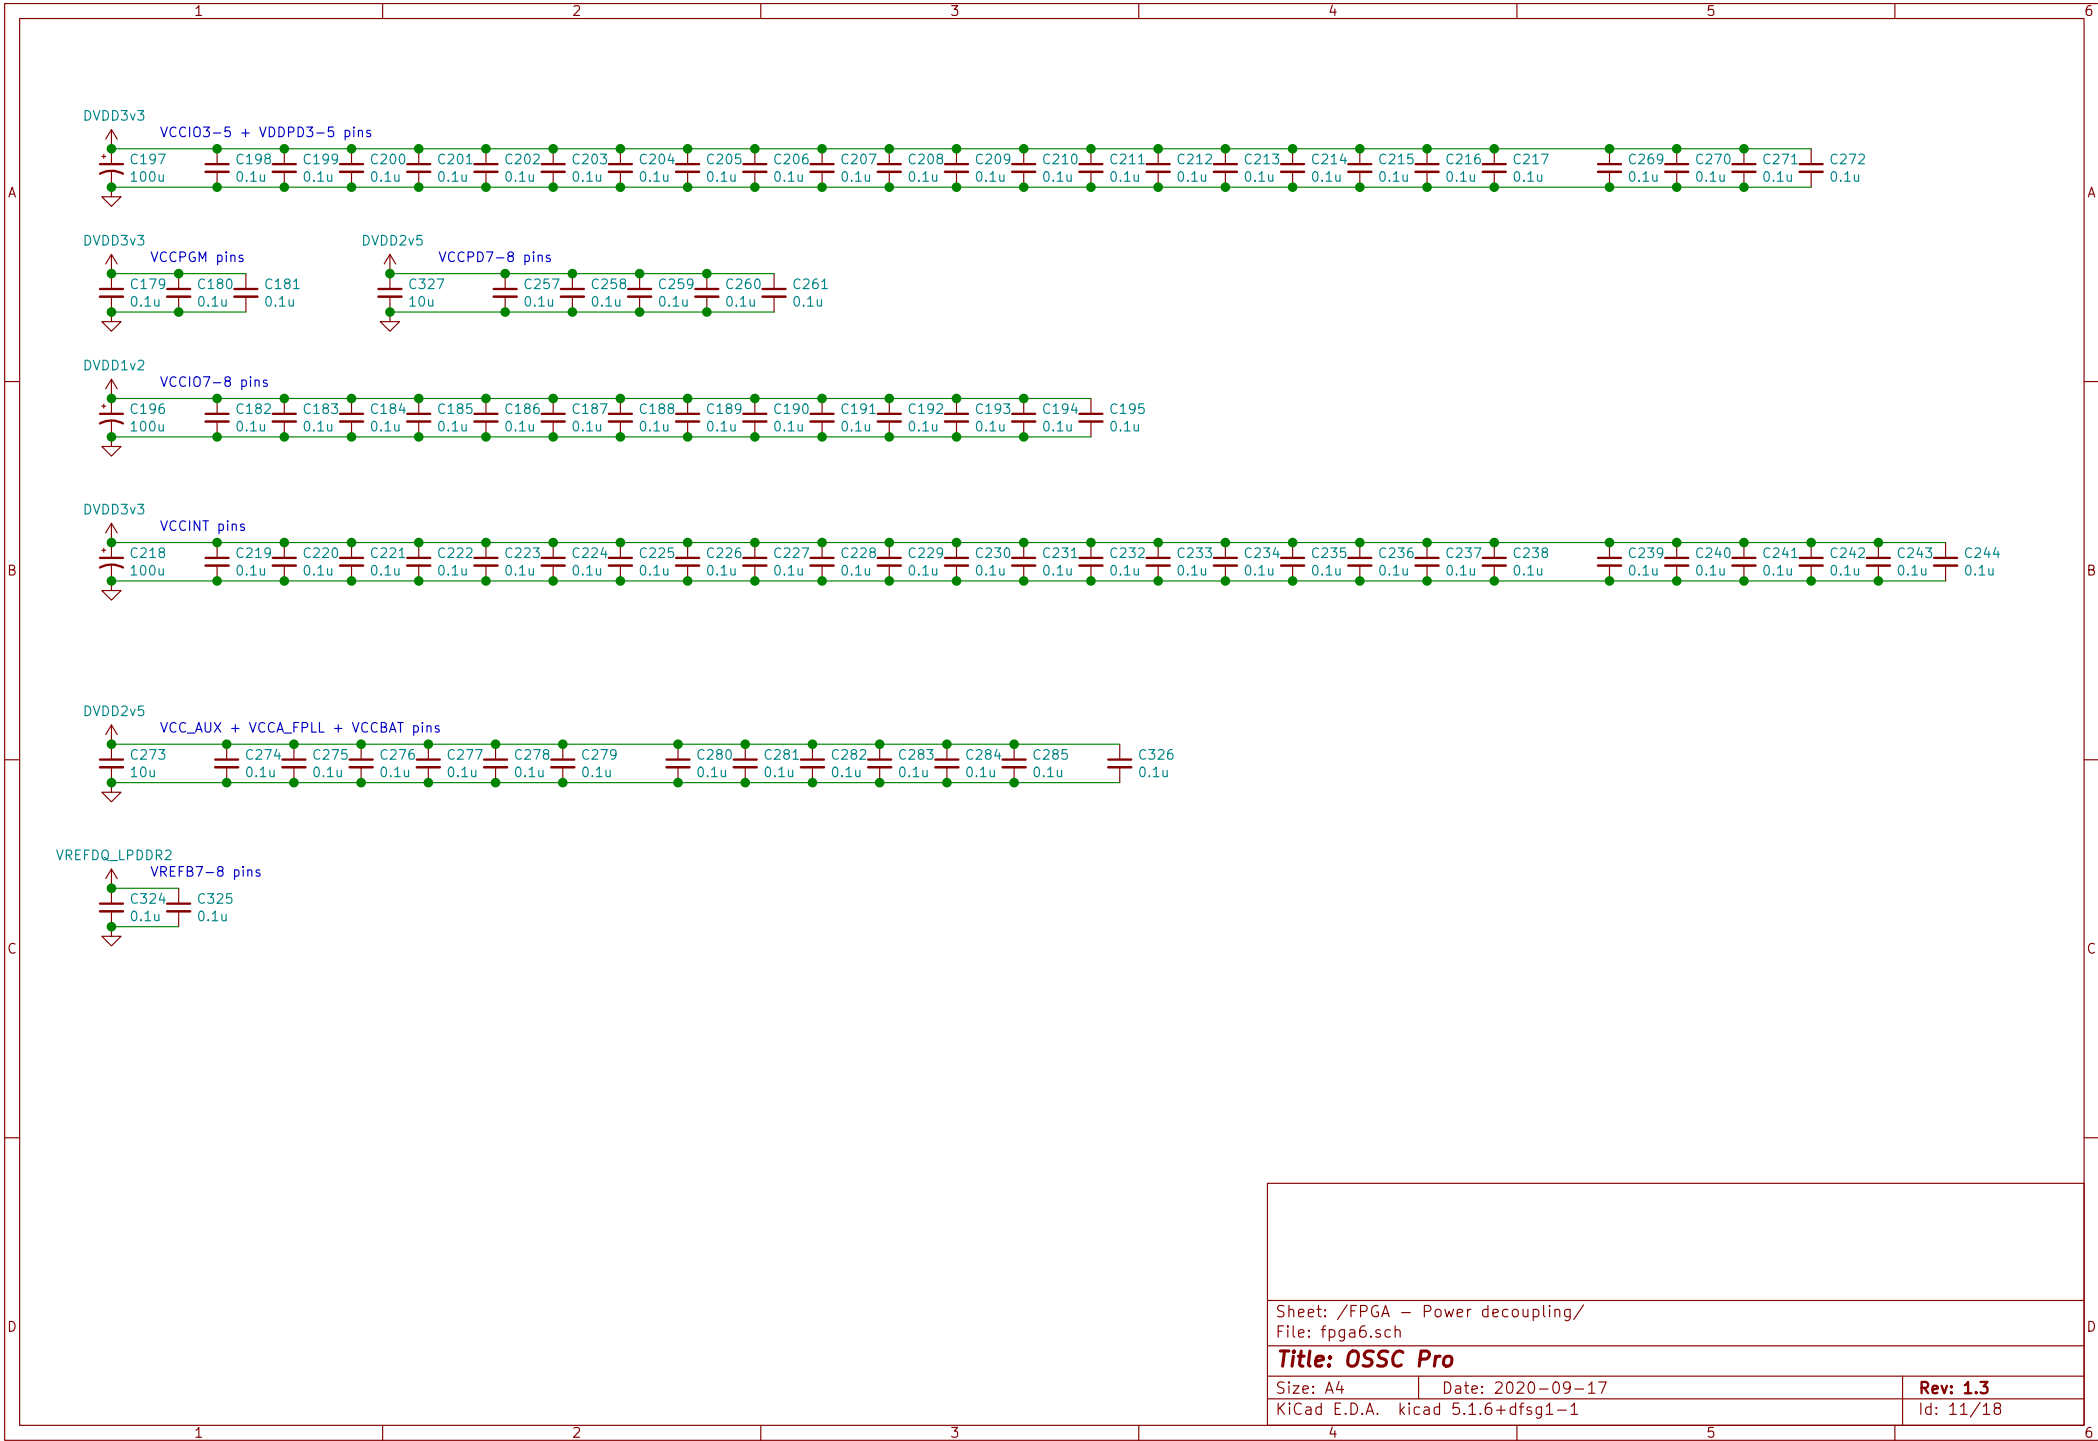 1 2 3 4 5 6
DVDD3v3
VCCIO3-5 + VDDPD3-5 pins
+ C197 C198 C199 C200 C201 C202 C203 C204 C205 C206 C207 C208 C209 C210 C211 C212 C213 C214 C215 C216 C217 C269 C270 C271 C272
100u 0.1u 0.1u 0.1u 0.1u 0.1u 0.1u 0.1u 0.1u 0.1u 0.1u 0.1u 0.1u 0.1u 0.1u 0.1u 0.1u 0.1u 0.1u 0.1u 0.1u 0.1u 0.1u 0.1u 0.1u
A A
DVDD3v3 DVDD2v5
VCCPGM pins VCCPD7-8 pins
C179 C180 C181 C327 C257 C258 C259 C260 C261
0.1u 0.1u 0.1u 10u 0.1u 0.1u 0.1u 0.1u 0.1u
DVDD1v2
VCCIO7-8 pins
+ C196 C182 C183 C184 C185 C186 C187 C188 C189 C190 C191 C192 C193 C194 C195
100u 0.1u 0.1u 0.1u 0.1u 0.1u 0.1u 0.1u 0.1u 0.1u 0.1u 0.1u 0.1u 0.1u 0.1u
DVDD3v3
VCCINT pins
+ C218 C219 C220 C221 C222 C223 C224 C225 C226 C227 C228 C229 C230 C231 C232 C233 C234 C235 C236 C237 C238 C239 C240 C241 C242 C243 C244
B 100u 0.1u 0.1u 0.1u 0.1u 0.1u 0.1u 0.1u 0.1u 0.1u 0.1u 0.1u 0.1u 0.1u 0.1u 0.1u 0.1u 0.1u 0.1u 0.1u 0.1u 0.1u 0.1u 0.1u 0.1u 0.1u 0.1u B
DVDD2v5
VCC_AUX + VCCA_FPLL + VCCBAT pins
C273 C274 C275 C276 C277 C278 C279 C280 C281 C282 C283 C284 C285 C326
10u 0.1u 0.1u 0.1u 0.1u 0.1u 0.1u 0.1u 0.1u 0.1u 0.1u 0.1u 0.1u 0.1u
VREFDQ_LPDDR2
VREFB7-8 pins
C324 C325
0.1u 0.1u
C C
Sheet: /FPGA - Power decoupling/
D D
File: fpga6.sch
Title: OSSC Pro
Size: A4 Date: 2020-09-17 Rev: 1.3
KiCad E.D.A. kicad 5.1.6+dfsg1-1 Id: 11/18
1 2 3 4 5 6